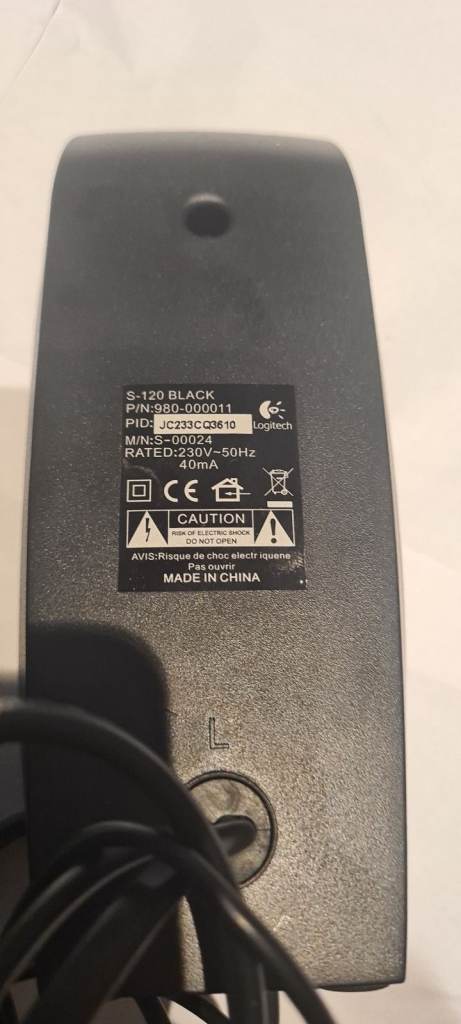 S-120 BLACK
P/N:980-000011
PID: JC233CQ3610
Logitech
M/N:S-00024
RATED:230V~50Hz
40mA
CE
CAUTION
RISK OF ELECTRIC SHOCK
DO NOT OPEN
AVIS:Risque de choc electr iquene
Pas ouvrir
MADE IN CHINA
L